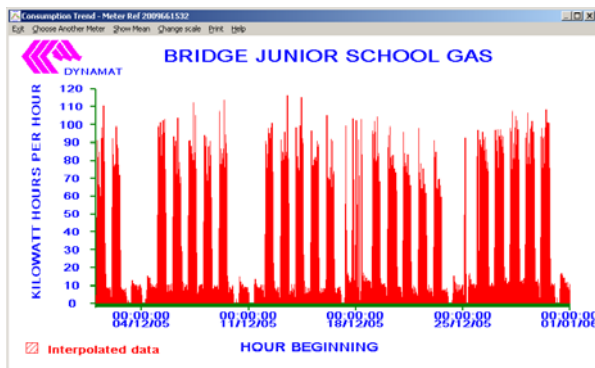 Consumption Trend - Meter Ref 2009661532
Exit Choose Another Meter Show Mean Change scale Print Help
DYNAMAT
BRIDGE JUNIOR SCHOOL GAS
KILOWATT HOURS PER HOUR
120
110
100
90
80
70
60
50
40
30
20
10
0
00:00:00 00:00:00 00:00:00 00:00:00 00:00:00
04/12/05 11/12/05 18/12/05 25/12/05 01/01/06
Interpolated data
HOUR BEGINNING